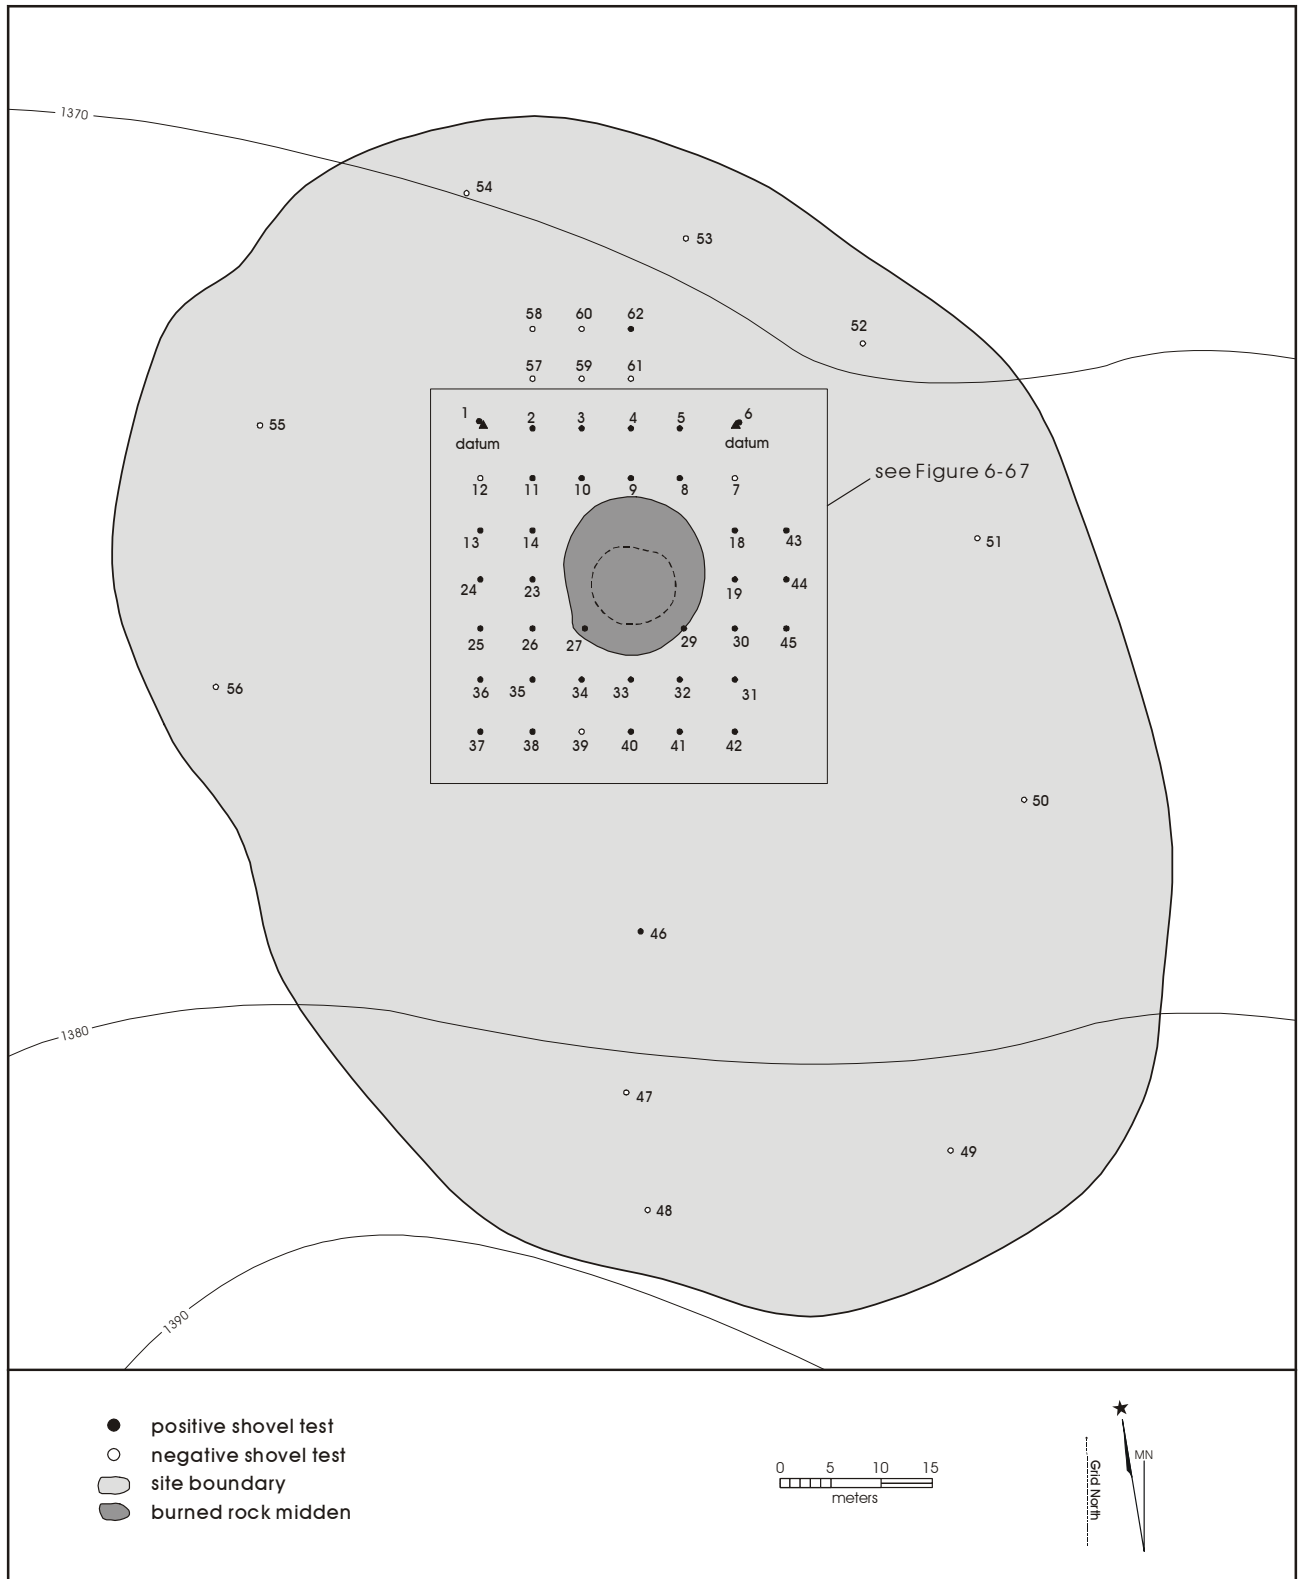 1370
54
53
58 60 62
52
57 59 61
1 2 3 4 5 6
55
datum datum
see Figure 6-67
12 11 10 9 8 7
13 14 18 43
51
24 23 19 44
25 26 27 29 30 45
56
36 35 34 33 32 31
37 38 39 40 41 42
50
46
1380
47
49
48
1390
positive shovel test
negative shovel test
site boundary
burned rock midden
0 5 10 15
meters
Grid North
MN